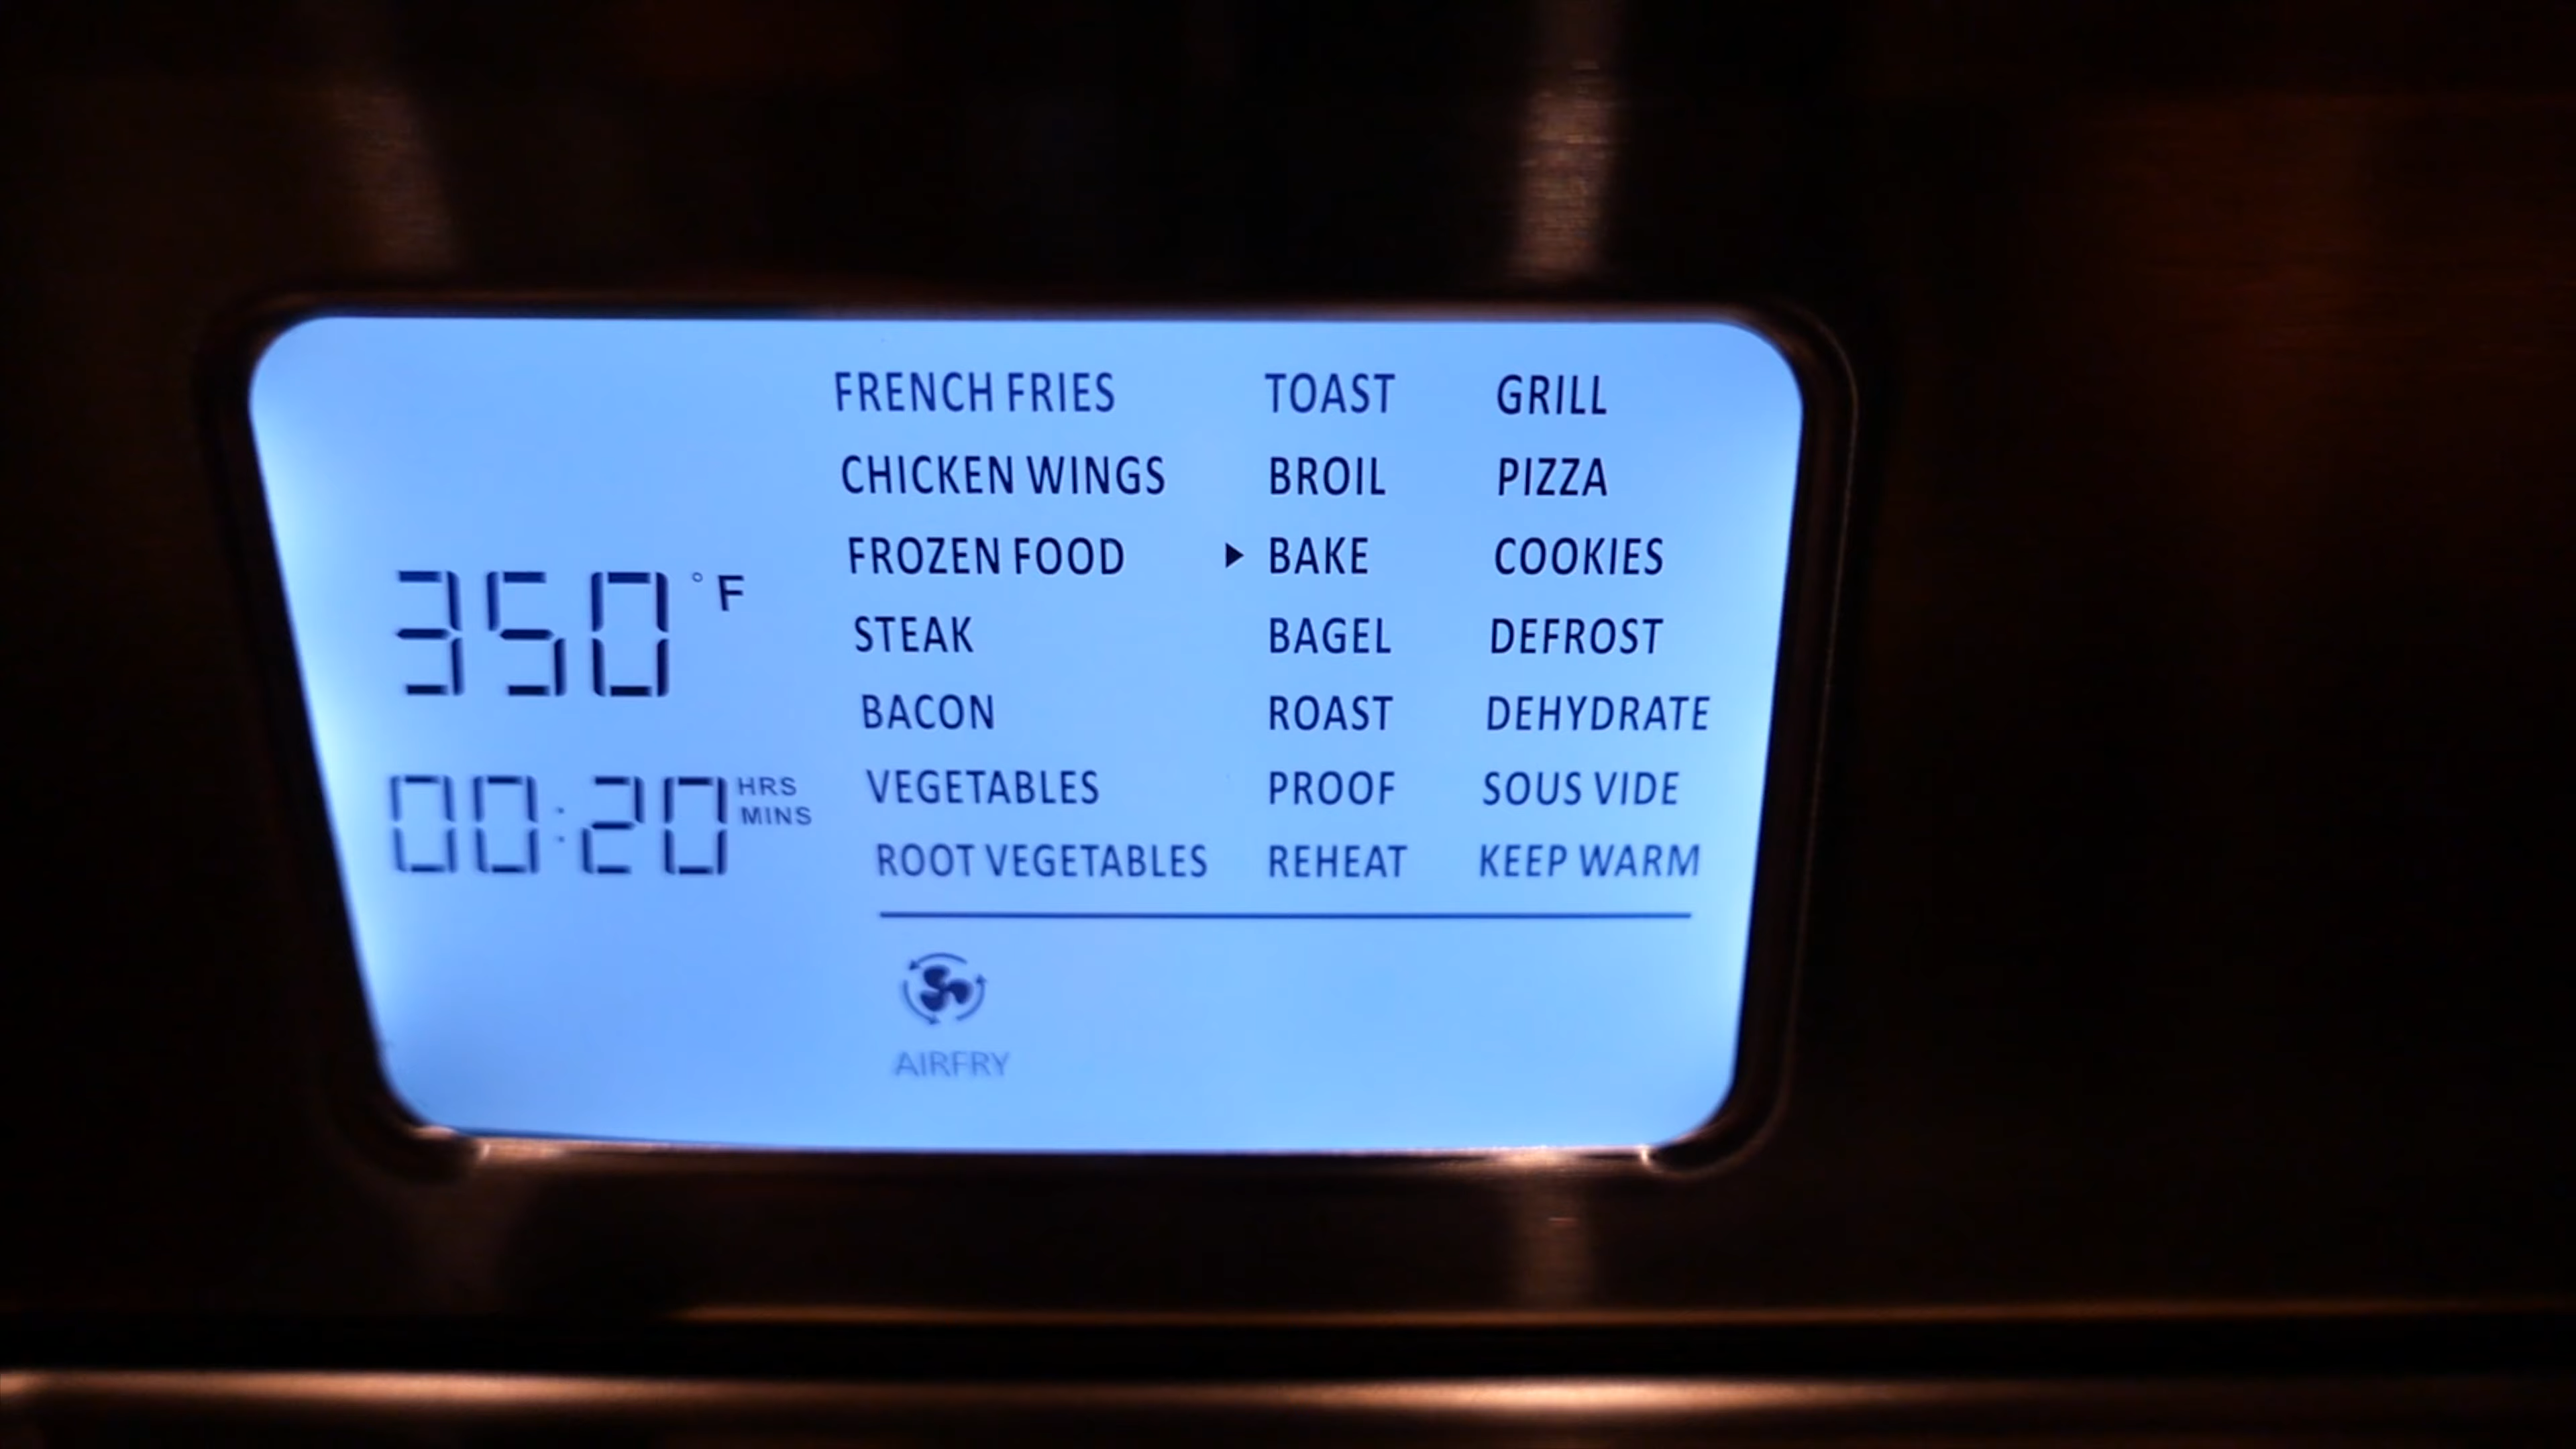 FRENCH FRIES TOAST GRILL
CHICKEN WINGS BROIL PIZZA
FROZEN FOOD BAKE COOKIES
350 °F
STEAK BAGEL DEFROST
BACON ROAST DEHYDRATE
00:20 HRS MINS
VEGETABLES PROOF SOUS VIDE
ROOT VEGETABLES REHEAT KEEP WARM
AIRFRY